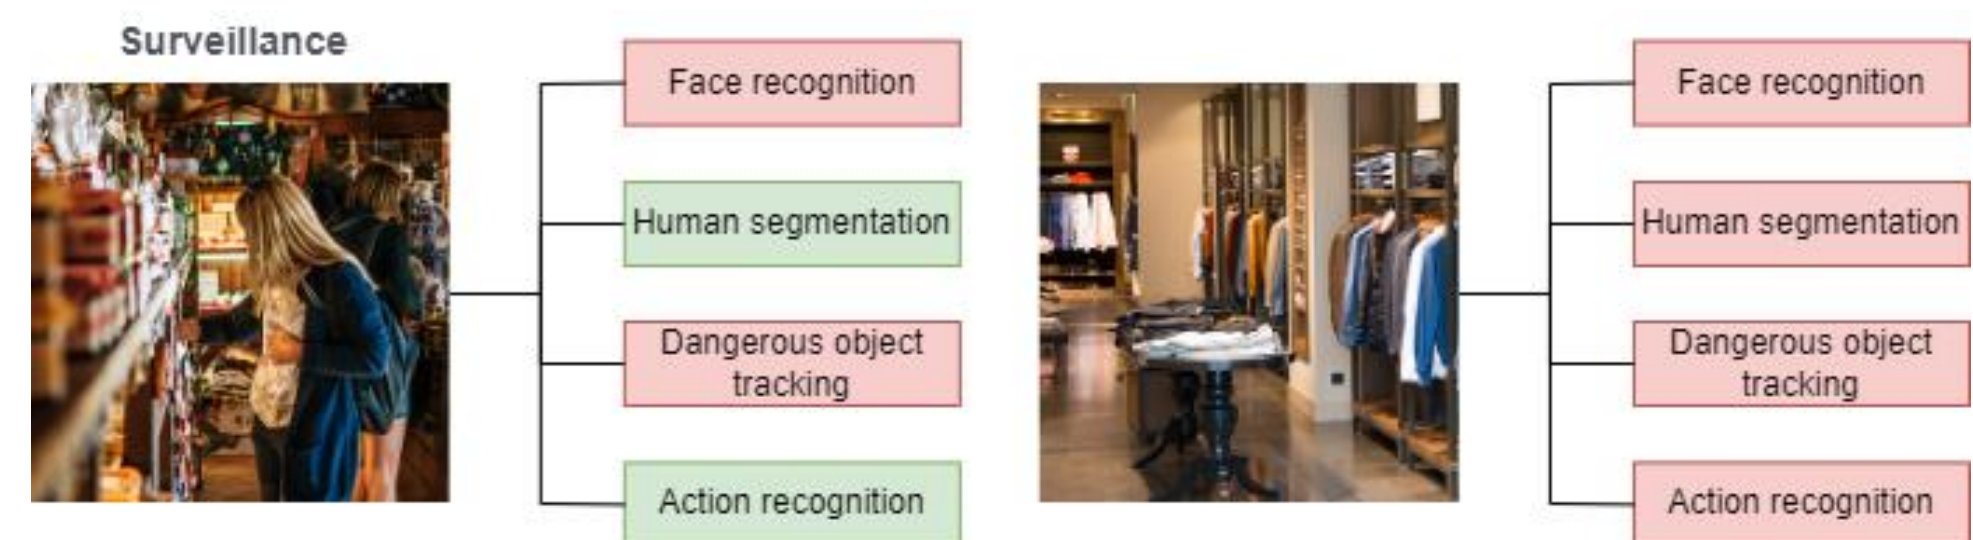 Surveillance
Face recognition
Human segmentation
Dangerous object
tracking
Action recognition
Face recognition
Human segmentation
Dangerous object
tracking
Action recognition